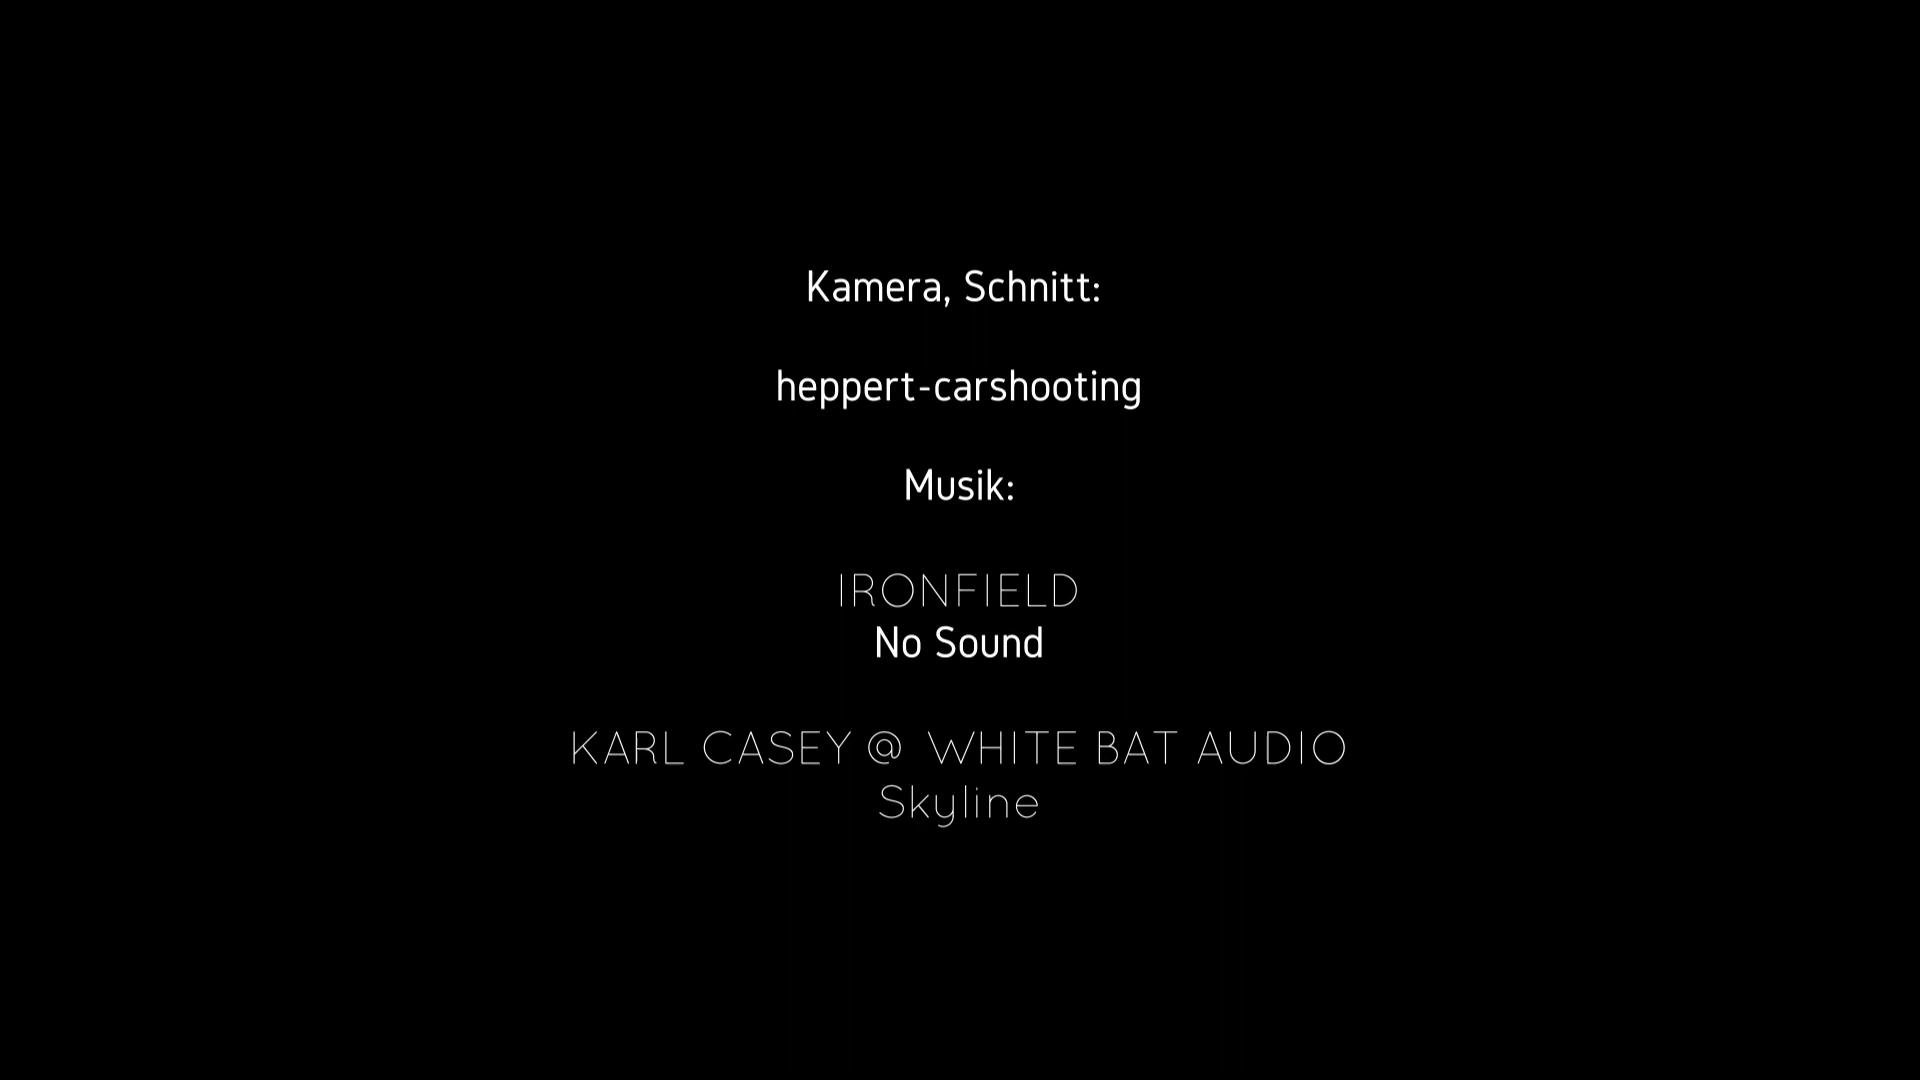 Kamera, Schnitt:
heppert-carshooting
Musik:
IRONFIELD
No Sound
KARL CASEY @ WHITE BAT AUDIO
Skyline